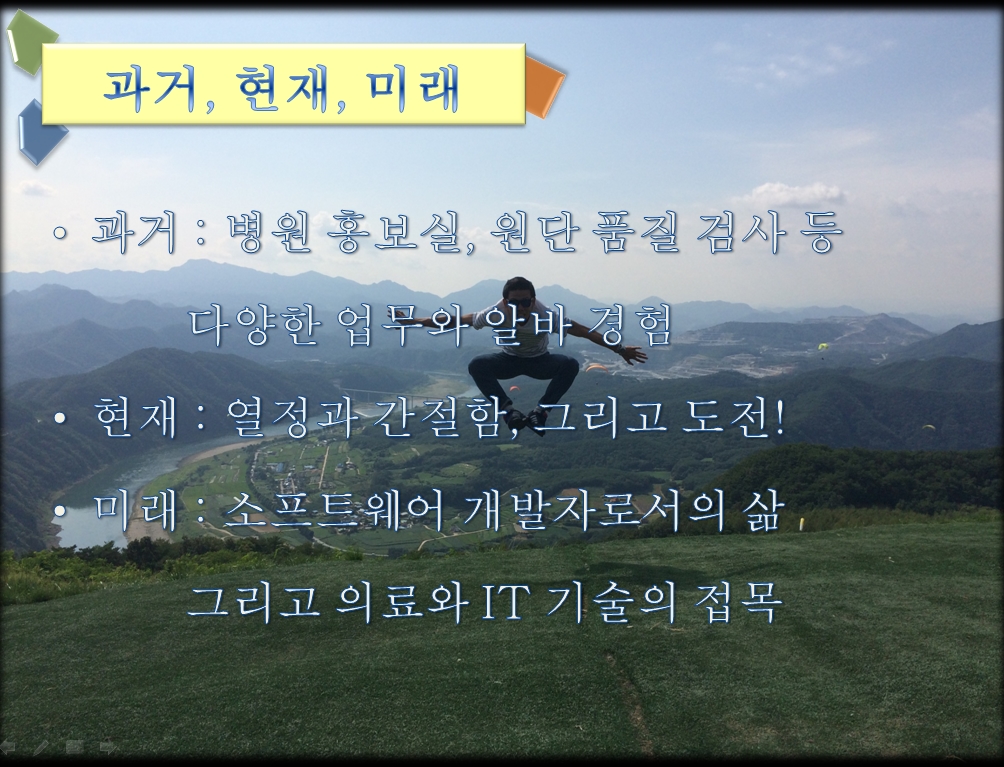 과거, 현재, 미래
• 과거 : 병원 홍보실, 원단 품질 검사 등
다양한 업무와 알바 경험
• 현재 : 열정과 간절함, 그리고 도전!
• 미래 : 소프트웨어 개발자로서의 삶
그리고 의료와 IT 기술의 접목